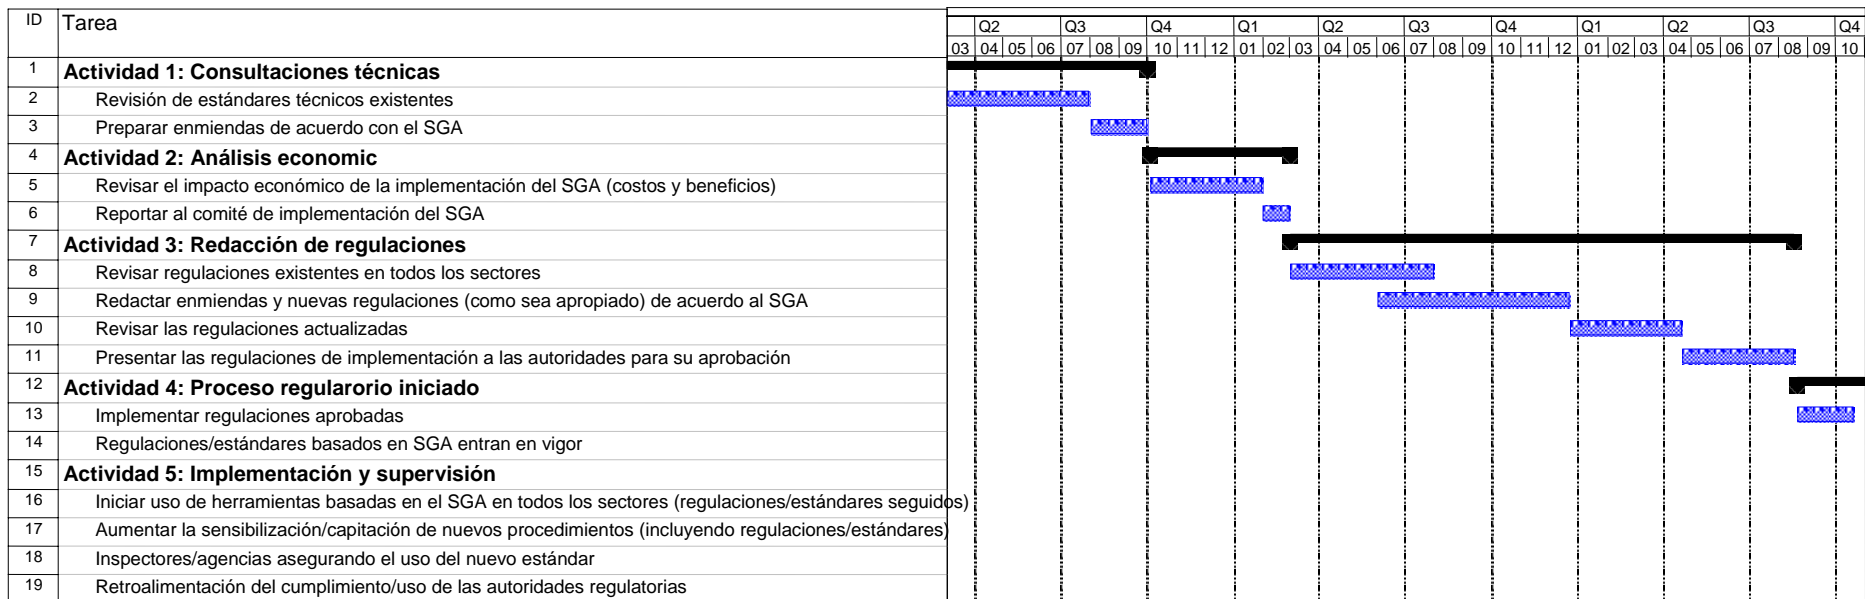 ID Tarea Q2 Q3 Q4 Q1 Q2 Q3 Q4 Q1 Q2 Q3 Q4
03 04 05 06 07 08 09 10 11 12 01 02 03 04 05 06 07 08 09 10 11 12 01 02 03 04 05 06 07 08 09 10
1 Actividad 1: Consultaciones técnicas
2 Revisión de estándares técnicos existentes
3 Preparar enmiendas de acuerdo con el SGA
4 Actividad 2: Análisis economic
5 Revisar el impacto económico de la implementación del SGA (costos y beneficios)
6 Reportar al comité de implementación del SGA
7 Actividad 3: Redacción de regulaciones
8 Revisar regulaciones existentes en todos los sectores
9 Redactar enmiendas y nuevas regulaciones (como sea apropiado) de acuerdo al SGA
10 Revisar las regulaciones actualizadas
11 Presentar las regulaciones de implementación a las autoridades para su aprobación
12 Actividad 4: Proceso regularorio iniciado
13 Implementar regulaciones aprobadas
14 Regulaciones/estándares basados en SGA entran en vigor
15 Actividad 5: Implementación y supervisión
16 Iniciar uso de herramientas basadas en el SGA en todos los sectores (regulaciones/estándares seguidos)
17 Aumentar la sensibilización/capitación de nuevos procedimientos (incluyendo regulaciones/estándares)
18 Inspectores/agencias asegurando el uso del nuevo estándar
19 Retroalimentación del cumplimiento/uso de las autoridades regulatorias